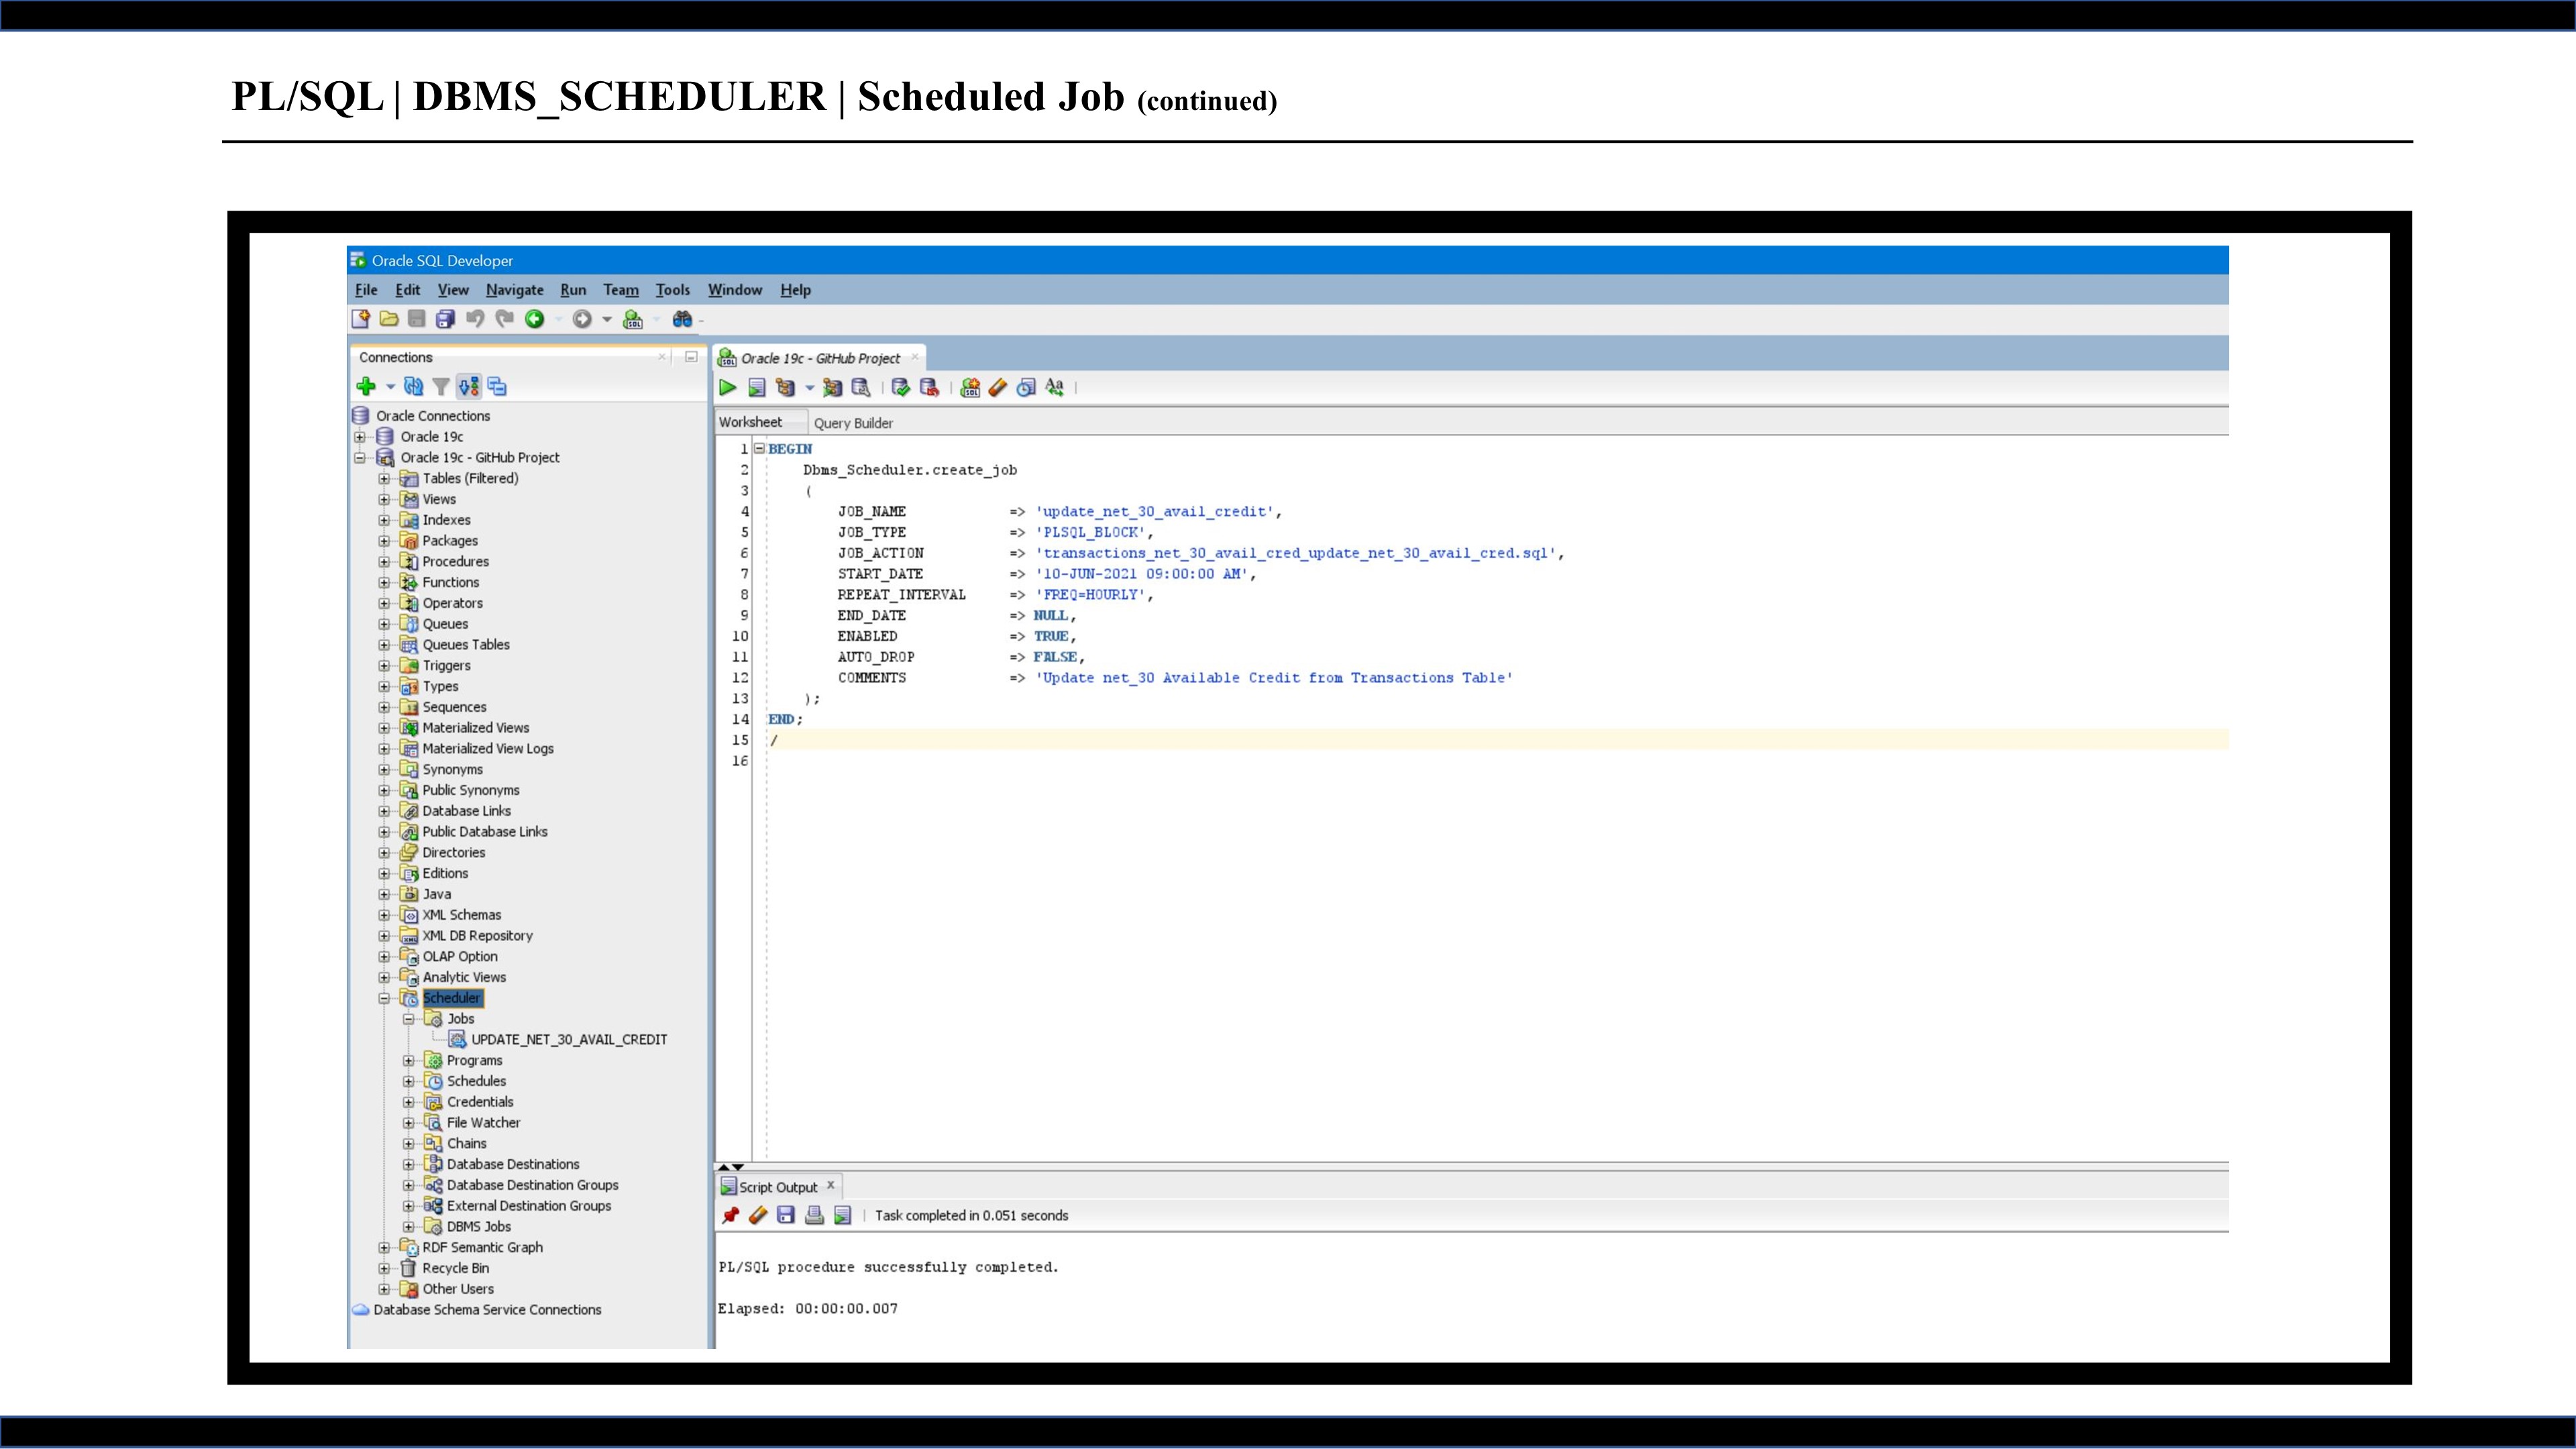 PL/SQL | DBMS_SCHEDULER | Scheduled Job (continued)
Oracle SQL Developer
File Edit View Navigate Run Team Tools Window Help
Connections
Oracle Connections
Oracle 19c
Oracle 19c - GitHub Project
Tables (Filtered)
Views
Indexes
Packages
Procedures
Functions
Operators
Queues
Queues Tables
Triggers
Types
Sequences
Materialized Views
Materialized View Logs
Synonyms
Public Synonyms
Database Links
Public Database Links
Directories
Editions
Java
XML Schemas
XML DB Repository
OLAP Option
Analytic Views
Scheduler
Jobs
UPDATE_NET_30_AVAIL_CREDIT
Programs
Schedules
Credentials
File Watcher
Chains
Database Destinations
Database Destination Groups
External Destination Groups
DBMS Jobs
RDF Semantic Graph
Recycle Bin
Other Users
Database Schema Service Connections
Oracle 19c - GitHub Project
Worksheet Query Builder
1 BEGIN
2 Dbms_Scheduler.create_job
3 (
4 JOB_NAME => 'update_net_30_avail_credit',
5 JOB_TYPE => 'PLSQL_BLOCK',
6 JOB_ACTION => 'transactions_net_30_avail_cred_update_net_30_avail_cred.sql',
7 START_DATE => '10-JUN-2021 09:00:00 AM',
8 REPEAT_INTERVAL => 'FREQ=HOURLY',
9 END_DATE => NULL,
10 ENABLED => TRUE,
11 AUTO_DROP => FALSE,
12 COMMENTS => 'Update net_30 Available Credit from Transactions Table'
13 );
14 END;
15 /
16
Script Output
Task completed in 0.051 seconds
PL/SQL procedure successfully completed.
Elapsed: 00:00:00.007